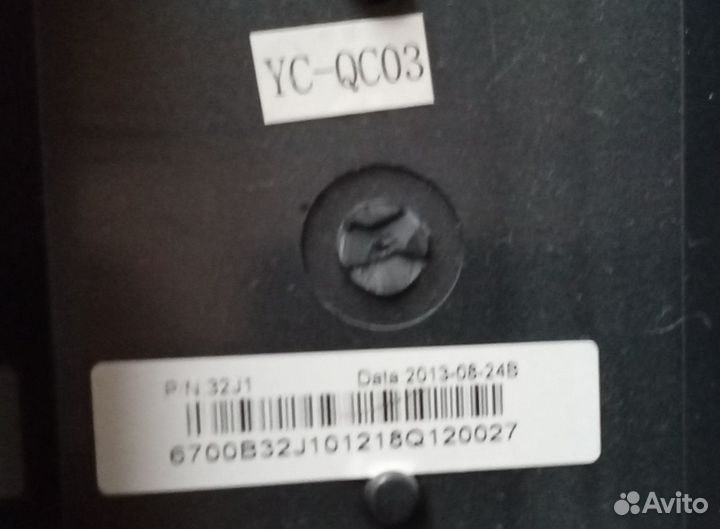 YC-QC03
P/N 32J1 Data 2013-08-24B
6700B32J101218Q120027
Avito